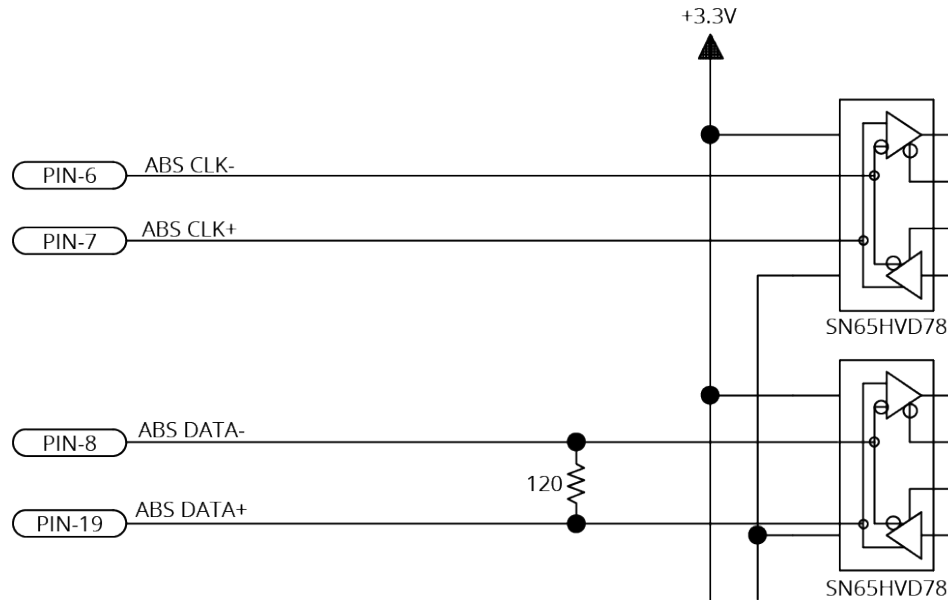 +3.3V
ABS CLK-
PIN-6
ABS CLK+
PIN-7
SN65HVD78
ABS DATA-
PIN-8
120
ABS DATA+
PIN-19
SN65HVD78